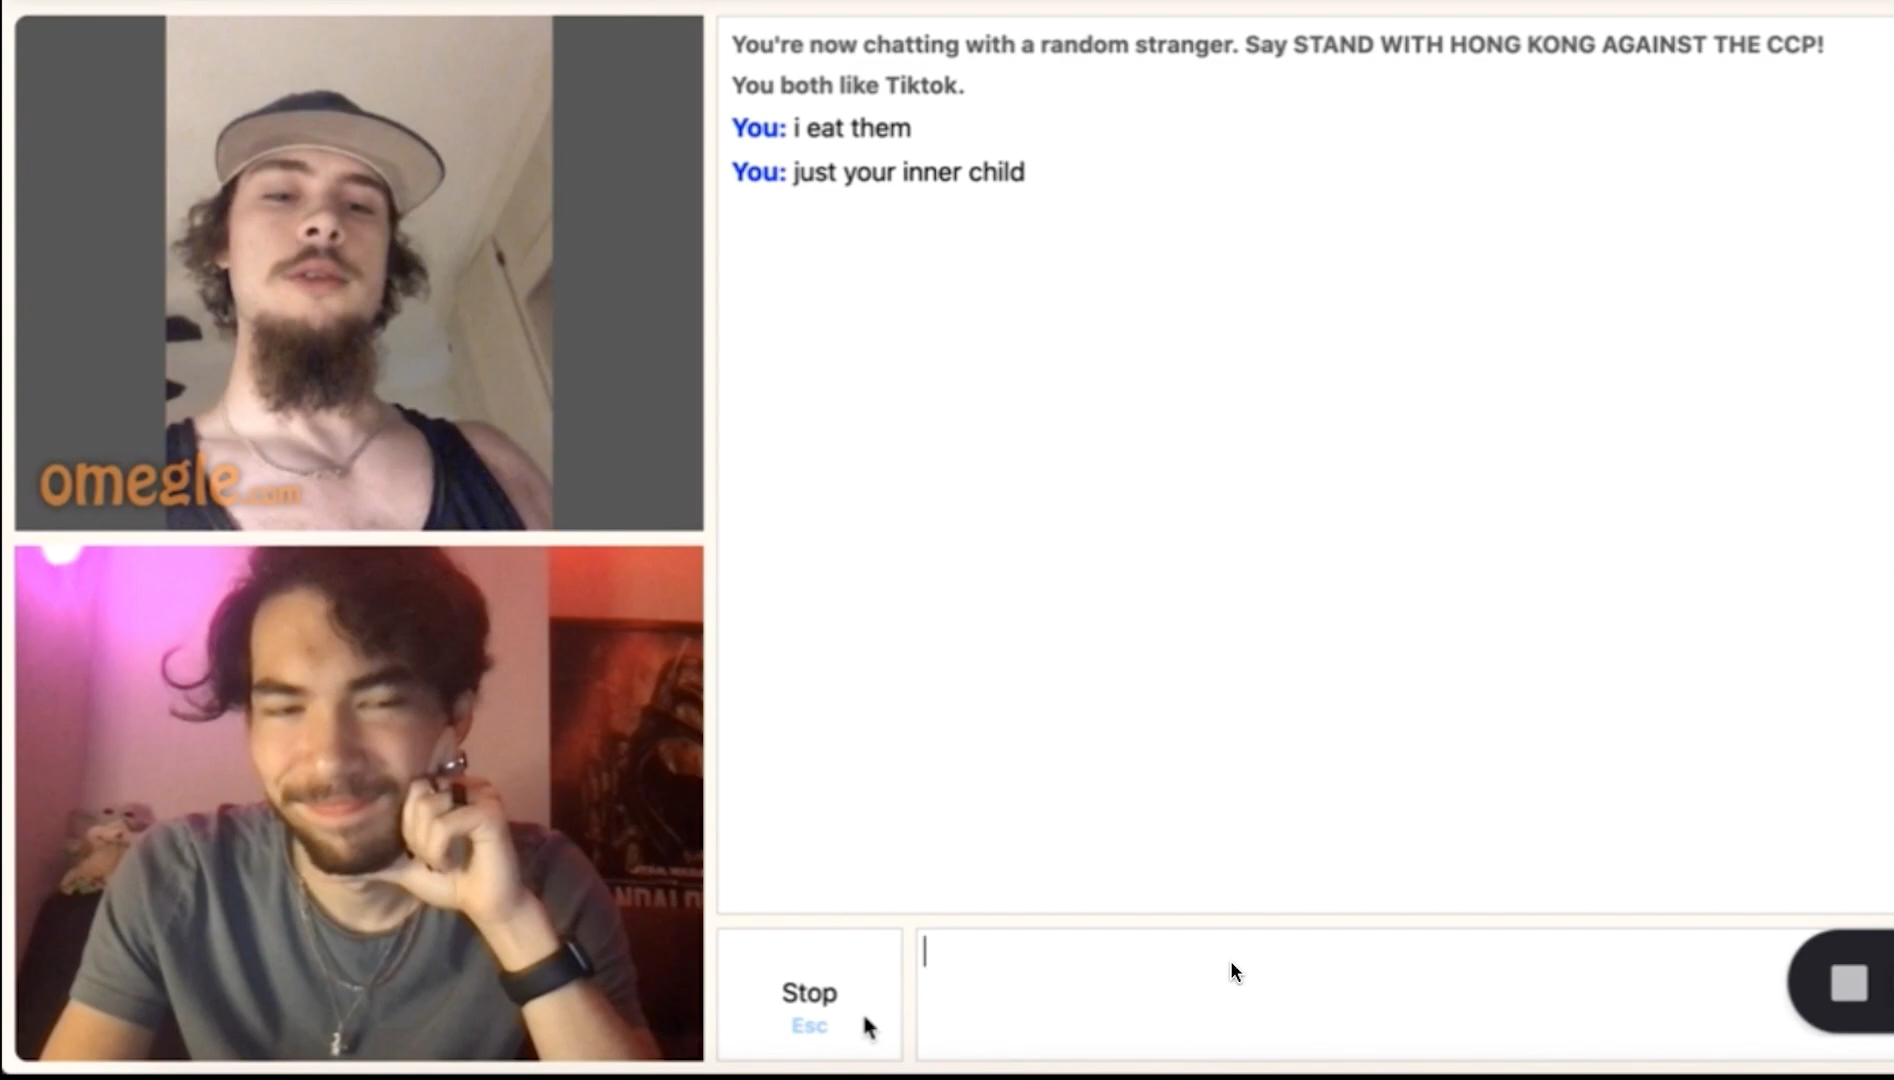 You're now chatting with a random stranger. Say STAND WITH HONG KONG AGAINST THE CCP!
You both like Tiktok.
You: i eat them
You: just your inner child
omegle.com
Stop
Esc